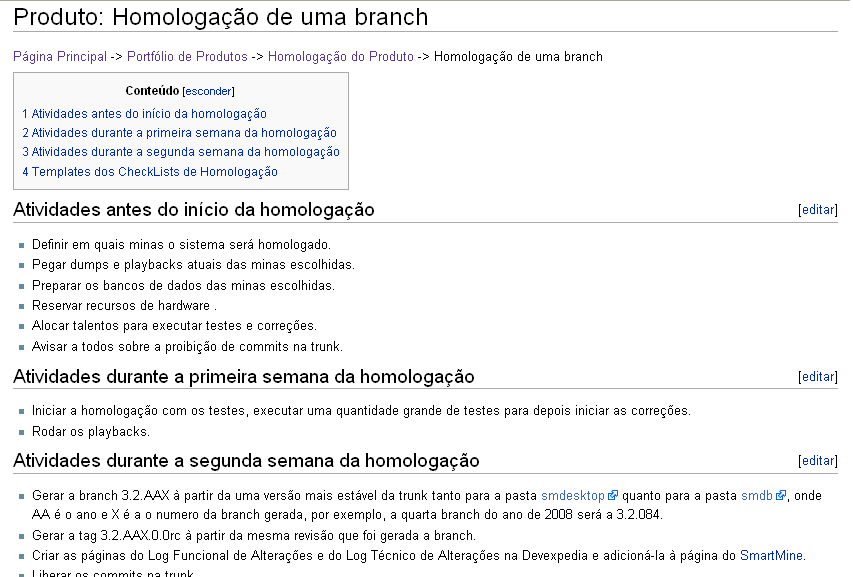 Produto: Homologação de uma branch
Página Principal -> Portfólio de Produtos -> Homologação do Produto -> Homologação de uma branch
Conteúdo [esconder]
1 Atividades antes do início da homologação
2 Atividades durante a primeira semana da homologação
3 Atividades durante a segunda semana da homologação
4 Templates dos CheckLists de Homologação
Atividades antes do início da homologação [editar]
Definir em quais minas o sistema será homologado.
Pegar dumps e playbacks atuais das minas escolhidas.
Preparar os bancos de dados das minas escolhidas.
Reservar recursos de hardware .
Alocar talentos para executar testes e correções.
Avisar a todos sobre a proibição de commits na trunk.
Atividades durante a primeira semana da homologação [editar]
Iniciar a homologação com os testes, executar uma quantidade grande de testes para depois iniciar as correções.
Rodar os playbacks.
Atividades durante a segunda semana da homologação [editar]
Gerar a branch 3.2.AAX à partir da uma versão mais estável da trunk tanto para a pasta smdesktop quanto para a pasta smdb, onde
AA é o ano e X é a o numero da branch gerada, por exemplo, a quarta branch do ano de 2008 será a 3.2.084.
Gerar a tag 3.2.AAX.0.0rc à partir da mesma revisão que foi gerada a branch.
Criar as páginas do Log Funcional de Alterações e do Log Técnico de Alterações na Devexpedia e adicioná-la à página do SmartMine.
Liberar os commits na trunk